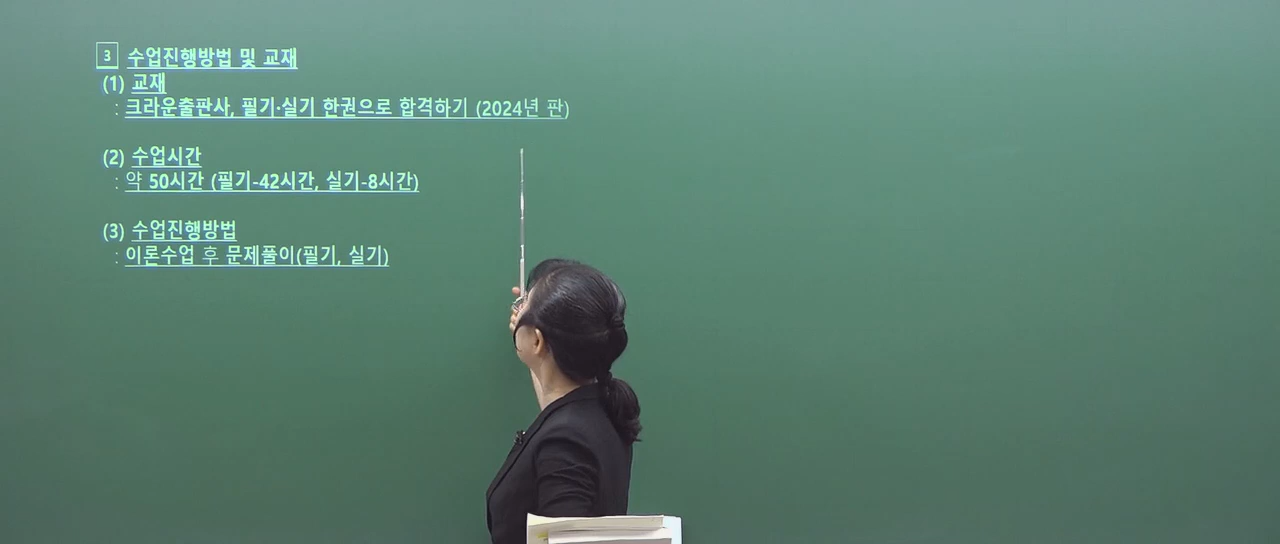 3 수업진행방법 및 교재
(1) 교재
: 크라운출판사, 필기·실기 한권으로 합격하기 (2024년 판)
(2) 수업시간
: 약 50시간 (필기-42시간, 실기-8시간)
(3) 수업진행방법
: 이론수업 후 문제풀이(필기, 실기)